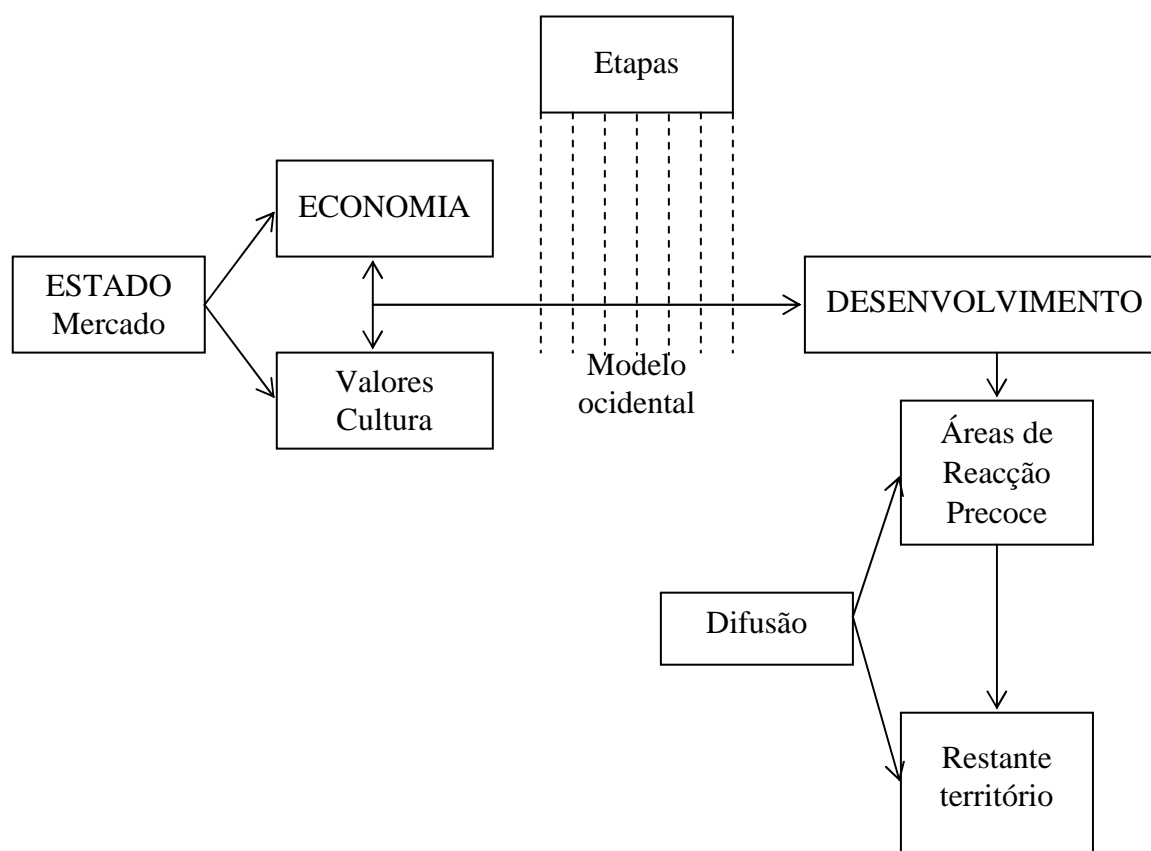 Etapas
ECONOMIA
ESTADO
Mercado
DESENVOLVIMENTO
Valores
Cultura
Modelo
ocidental
Áreas de
Reacção
Precoce
Difusão
Restante
território